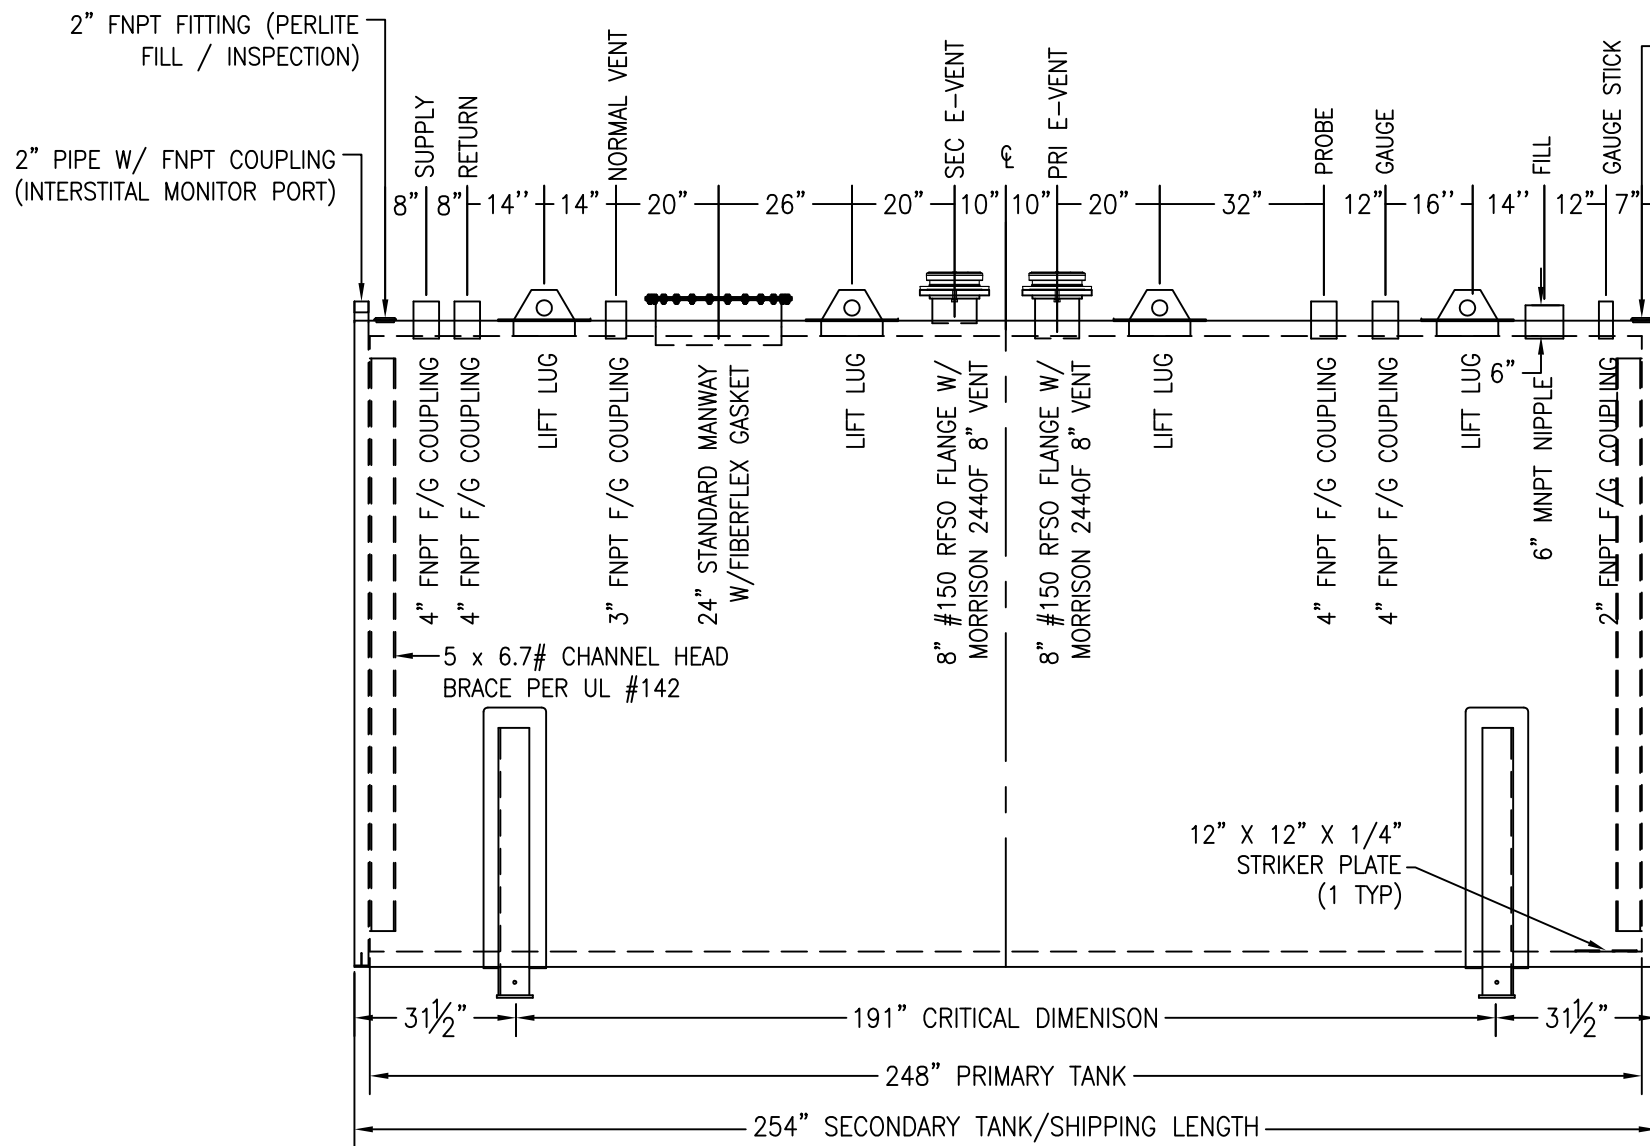 2” FNPT FITTING (PERLITE
FILL / INSPECTION)
2” PIPE W/ FNPT COUPLING
(INTERSTITAL MONITOR PORT)
SUPPLY
RETURN
NORMAL VENT
SEC E-VENT
℄
PRI E-VENT
PROBE
GAUGE
FILL
GAUGE STICK
8” 8” 14’’ 14” 20” 26” 20” 10” 10” 20” 32” 12” 16’’ 14’’ 12” 7”
4” FNPT F/G COUPLING
4” FNPT F/G COUPLING
LIFT LUG
3” FNPT F/G COUPLING
24” STANDARD MANWAY
W/FIBERFLEX GASKET
LIFT LUG
8” #150 RFSO FLANGE W/
MORRISON 244OF 8” VENT
8” #150 RFSO FLANGE W/
MORRISON 244OF 8” VENT
LIFT LUG
4” FNPT F/G COUPLING
4” FNPT F/G COUPLING
LIFT LUG
6”
6” MNPT NIPPLE
2” FNPT F/G COUPLING
5 x 6.7# CHANNEL HEAD
BRACE PER UL #142
12” X 12” X 1/4”
STRIKER PLATE
(1 TYP)
31½” 191” CRITICAL DIMENISON 31½”
248” PRIMARY TANK
254” SECONDARY TANK/SHIPPING LENGTH